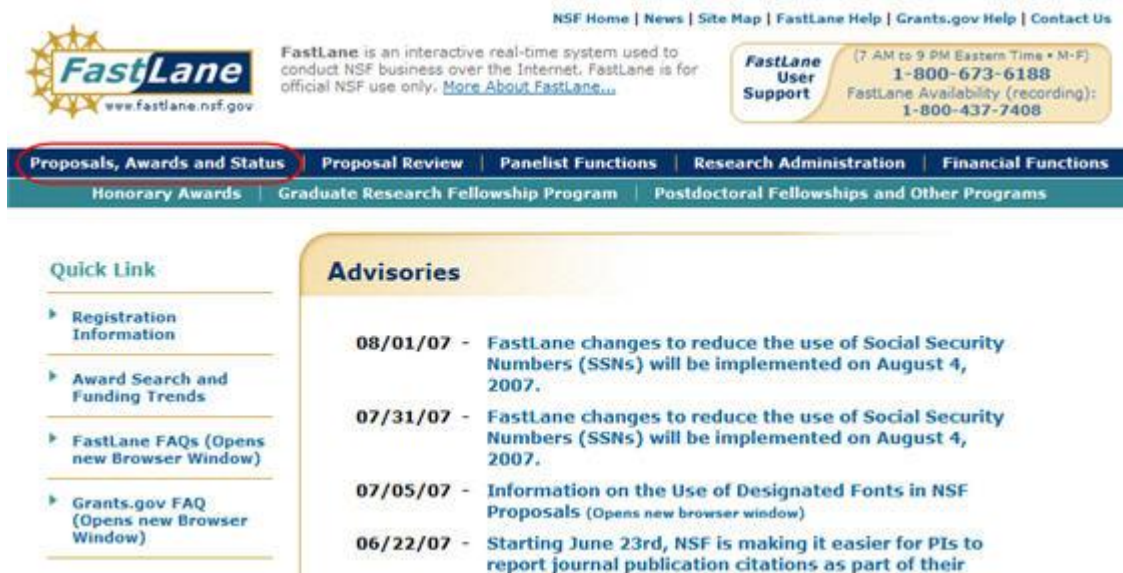 NSF Home | News | Site Map | FastLane Help | Grants.gov Help | Contact Us
FastLane
www.fastlane.nsf.gov
FastLane is an interactive real-time system used to
conduct NSF business over the Internet. FastLane is for
official NSF use only. More About FastLane...
FastLane
User
Support
(7 AM to 9 PM Eastern Time • M-F)
1-800-673-6188
FastLane Availability (recording):
1-800-437-7408
Proposals, Awards and Status | Proposal Review | Panelist Functions | Research Administration | Financial Functions
Honorary Awards | Graduate Research Fellowship Program | Postdoctoral Fellowships and Other Programs
Quick Link
Registration
Information
Award Search and
Funding Trends
FastLane FAQs (Opens
new Browser Window)
Grants.gov FAQ
(Opens new Browser
Window)
Advisories
08/01/07 - FastLane changes to reduce the use of Social Security
Numbers (SSNs) will be implemented on August 4,
2007.
07/31/07 - FastLane changes to reduce the use of Social Security
Numbers (SSNs) will be implemented on August 4,
2007.
07/05/07 - Information on the Use of Designated Fonts in NSF
Proposals (Opens new browser window)
06/22/07 - Starting June 23rd, NSF is making it easier for PIs to
report journal publication citations as part of their